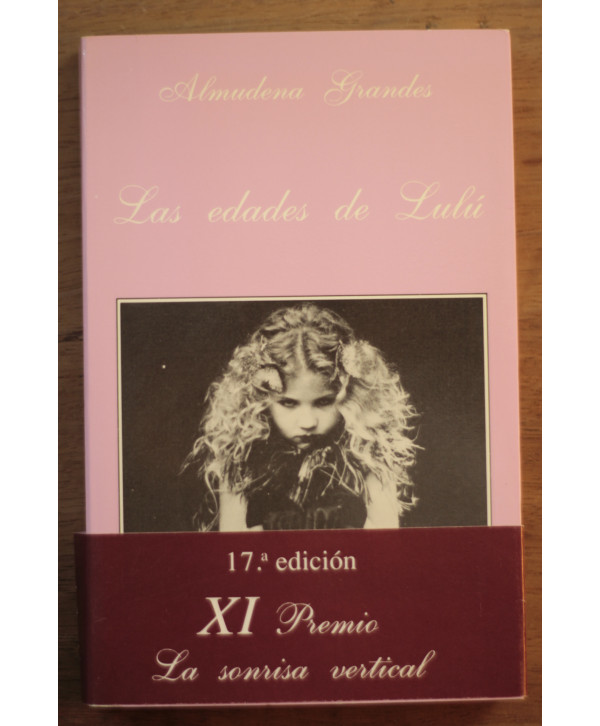 Almudena Grandes
Las edades de Lulú
17.ª edición
XI Premio
La sonrisa vertical